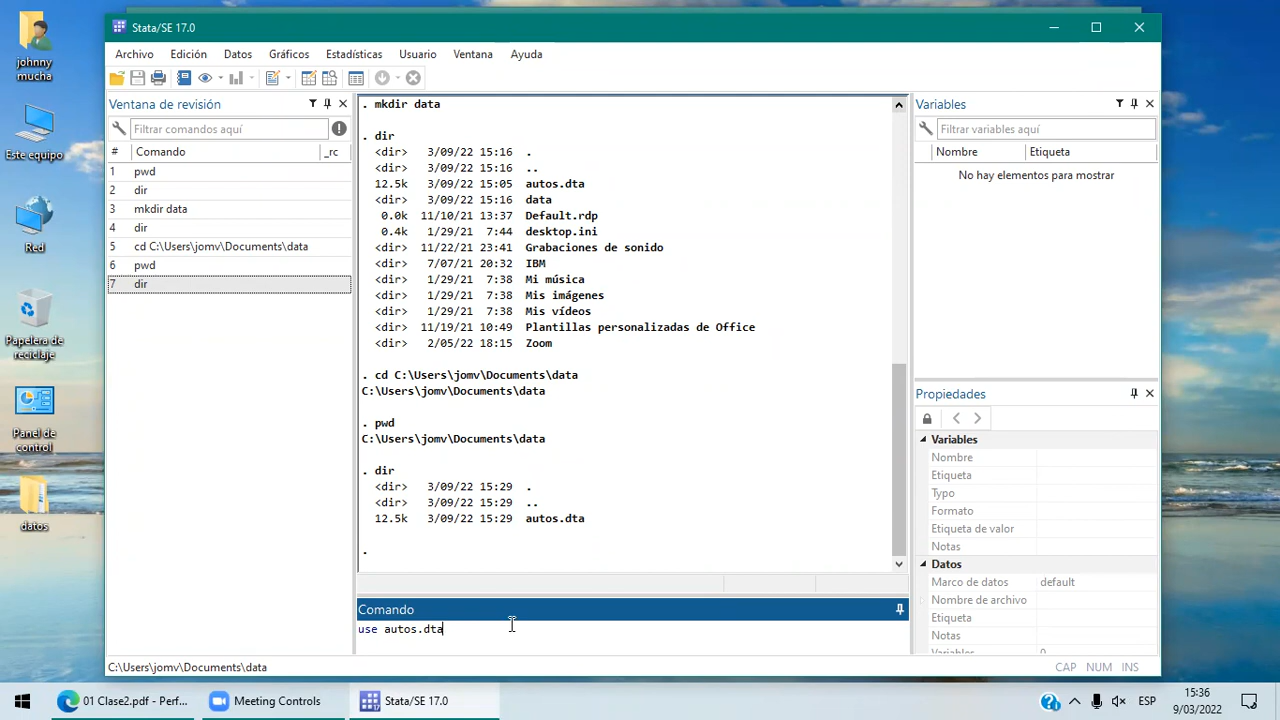 johnny
mucha
Este equipo
Red
Papelera de
reciclaje
Panel de
control
datos
Stata/SE 17.0
Archivo Edición Datos Gráficos Estadísticas Usuario Ventana Ayuda
Ventana de revisión
Filtrar comandos aquí
# Comando _rc
1 pwd
2 dir
3 mkdir data
4 dir
5 cd C:\Users\jomv\Documents\data
6 pwd
7 dir
. mkdir data
. dir
<dir> 3/09/22 15:16 .
<dir> 3/09/22 15:16 ..
12.5k 3/09/22 15:05 autos.dta
<dir> 3/09/22 15:16 data
0.0k 11/10/21 13:37 Default.rdp
0.4k 1/29/21 7:44 desktop.ini
<dir> 11/22/21 23:41 Grabaciones de sonido
<dir> 7/07/21 20:32 IBM
<dir> 1/29/21 7:38 Mi música
<dir> 1/29/21 7:38 Mis imágenes
<dir> 1/29/21 7:38 Mis vídeos
<dir> 11/19/21 10:49 Plantillas personalizadas de Office
<dir> 2/05/22 18:15 Zoom
. cd C:\Users\jomv\Documents\data
C:\Users\jomv\Documents\data
. pwd
C:\Users\jomv\Documents\data
. dir
<dir> 3/09/22 15:29 .
<dir> 3/09/22 15:29 ..
12.5k 3/09/22 15:29 autos.dta
.
Comando
use autos.dta
Variables
Filtrar variables aquí
Nombre Etiqueta
No hay elementos para mostrar
Propiedades
Variables
Nombre
Etiqueta
Typo
Formato
Etiqueta de valor
Notas
Datos
Marco de datos default
Nombre de archivo
Etiqueta
Notas
Variables 0
C:\Users\jomv\Documents\data
CAP NUM INS
01 Clase2.pdf - Perf...
Meeting Controls
Stata/SE 17.0
ESP
15:36
9/03/2022